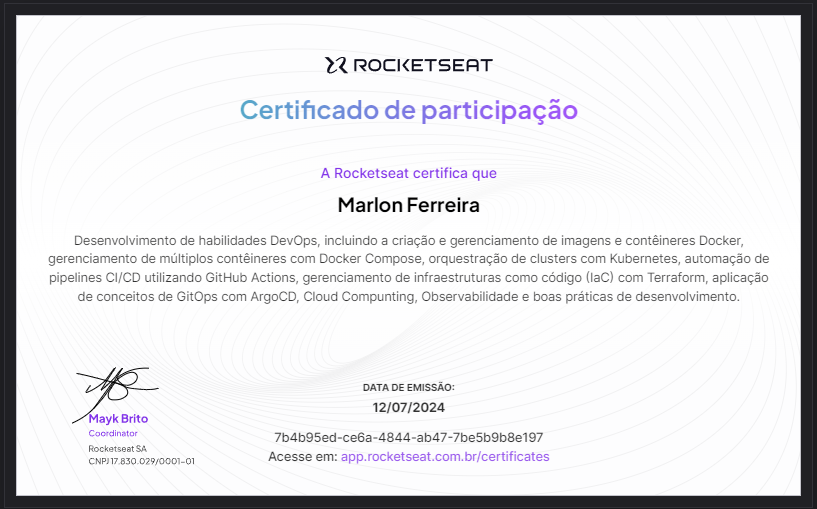 ROCKETSEAT
Certificado de participação
A Rocketseat certifica que
Marlon Ferreira
Desenvolvimento de habilidades DevOps, incluindo a criação e gerenciamento de imagens e contêineres Docker,
gerenciamento de múltiplos contêineres com Docker Compose, orquestração de clusters com Kubernetes, automação de
pipelines CI/CD utilizando GitHub Actions, gerenciamento de infraestruturas como código (IaC) com Terraform, aplicação
de conceitos de GitOps com ArgoCD, Cloud Compunting, Observabilidade e boas práticas de desenvolvimento.
Mayk Brito
Coordinator
Rocketseat SA
CNPJ 17.830.029/0001-01
DATA DE EMISSÃO:
12/07/2024
7b4b95ed-ce6a-4844-ab47-7be5b9b8e197
Acesse em: app.rocketseat.com.br/certificates